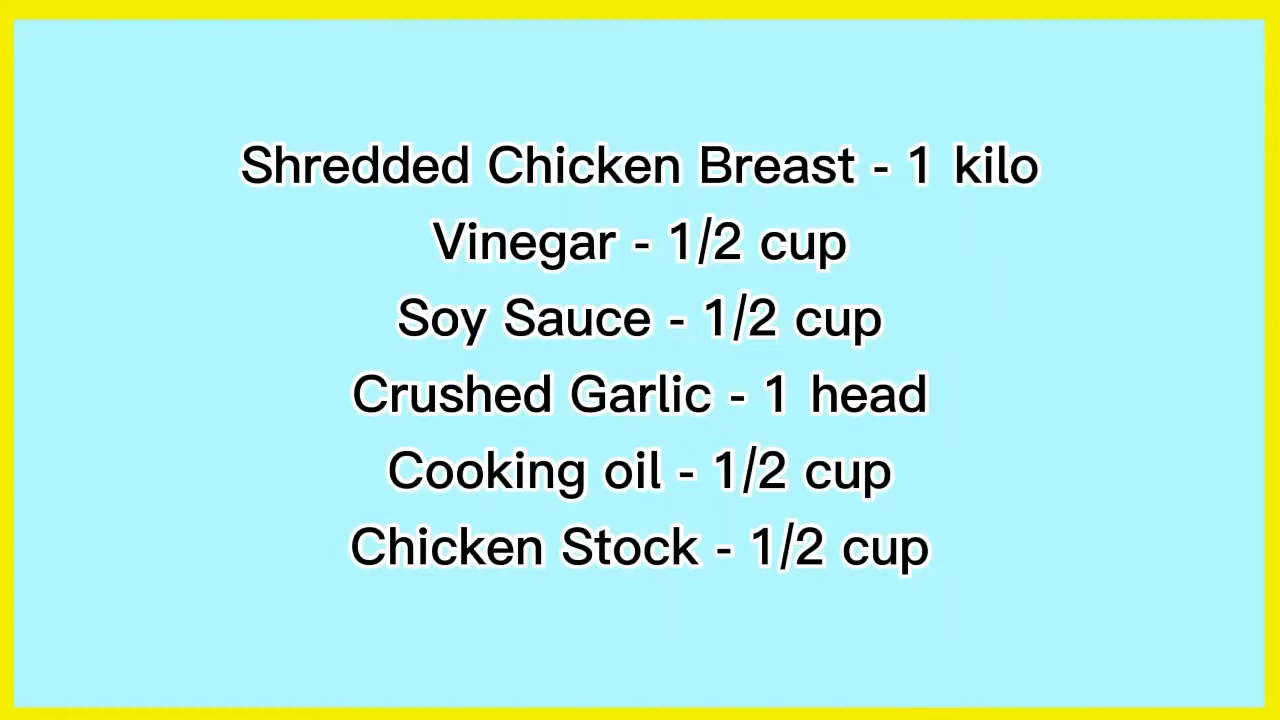 Shredded Chicken Breast - 1 kilo
Vinegar - 1/2 cup
Soy Sauce - 1/2 cup
Crushed Garlic - 1 head
Cooking oil - 1/2 cup
Chicken Stock - 1/2 cup